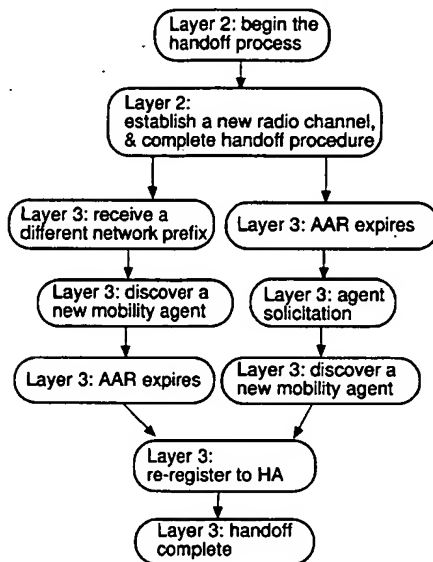 Layer 2: begin the
handoff process
Layer 2:
establish a new radio channel,
& complete handoff procedure
Layer 3: receive a
different network prefix
Layer 3: AAR expires
Layer 3: discover a
new mobility agent
Layer 3: agent
solicitation
Layer 3: AAR expires
Layer 3: discover a
new mobility agent
Layer 3:
re-register to HA
Layer 3: handoff
complete